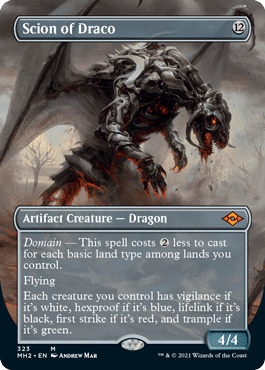 Scion of Draco 12
Artifact Creature — Dragon
Domain — This spell costs 2 less to cast
for each basic land type among lands you
control.
Flying
Each creature you control has vigilance if
it's white, hexproof if it's blue, lifelink if it's
black, first strike if it's red, and trample if
it's green.
4/4
323 M
MH2 • EN Andrew Mar
™ & © 2021 Wizards of the Coast